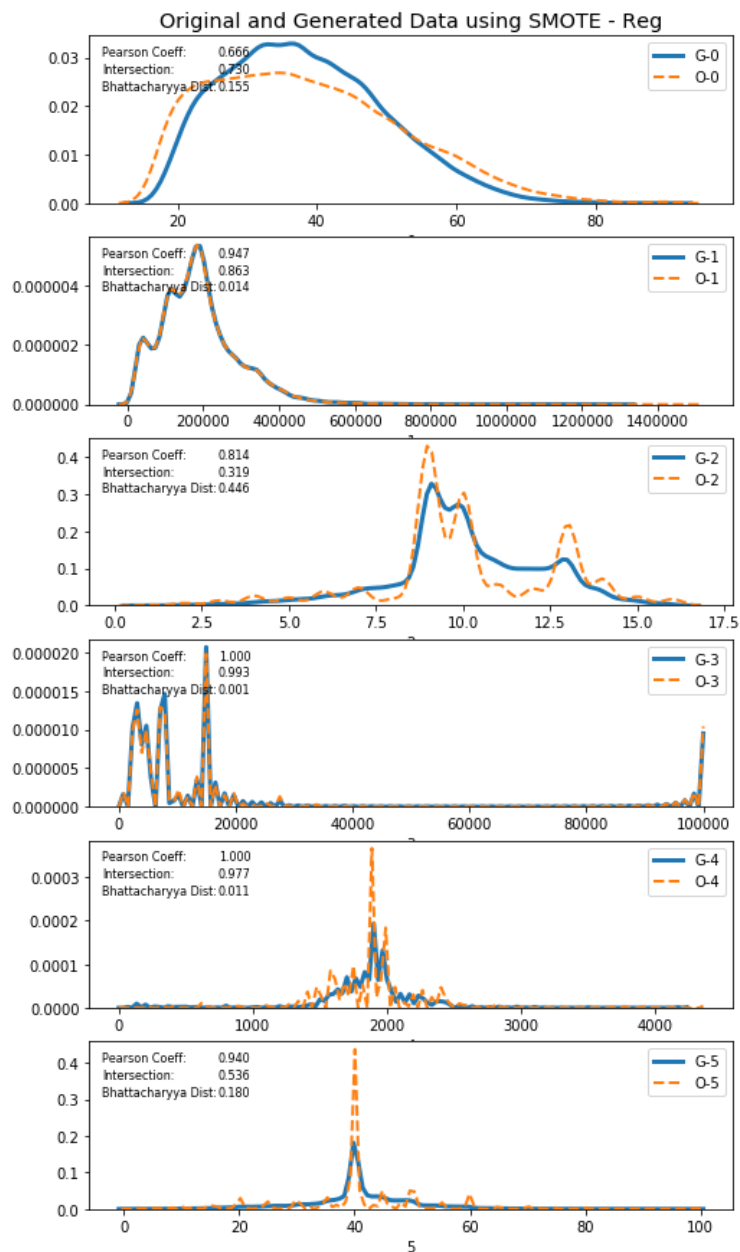 Original and Generated Data using SMOTE - Reg
Pearson Coeff: 0.666
Intersection: 0.730
Bhattacharyya Dist: 0.155
G-0
O-0
0.03
0.02
0.01
0.00
20 40 60 80
Pearson Coeff: 0.947
Intersection: 0.863
Bhattacharyya Dist: 0.014
G-1
O-1
0.000004
0.000002
0.000000
0 200000 400000 600000 800000 1000000 1200000 1400000
Pearson Coeff: 0.814
Intersection: 0.319
Bhattacharyya Dist: 0.446
G-2
O-2
0.4
0.3
0.2
0.1
0.0
0.0 2.5 5.0 7.5 10.0 12.5 15.0 17.5
Pearson Coeff: 1.000
Intersection: 0.993
Bhattacharyya Dist: 0.001
G-3
O-3
0.000020
0.000015
0.000010
0.000005
0.000000
0 20000 40000 60000 80000 100000
Pearson Coeff: 1.000
Intersection: 0.977
Bhattacharyya Dist: 0.011
G-4
O-4
0.0003
0.0002
0.0001
0.0000
0 1000 2000 3000 4000
Pearson Coeff: 0.940
Intersection: 0.536
Bhattacharyya Dist: 0.180
G-5
O-5
0.4
0.3
0.2
0.1
0.0
0 20 40 60 80 100
5